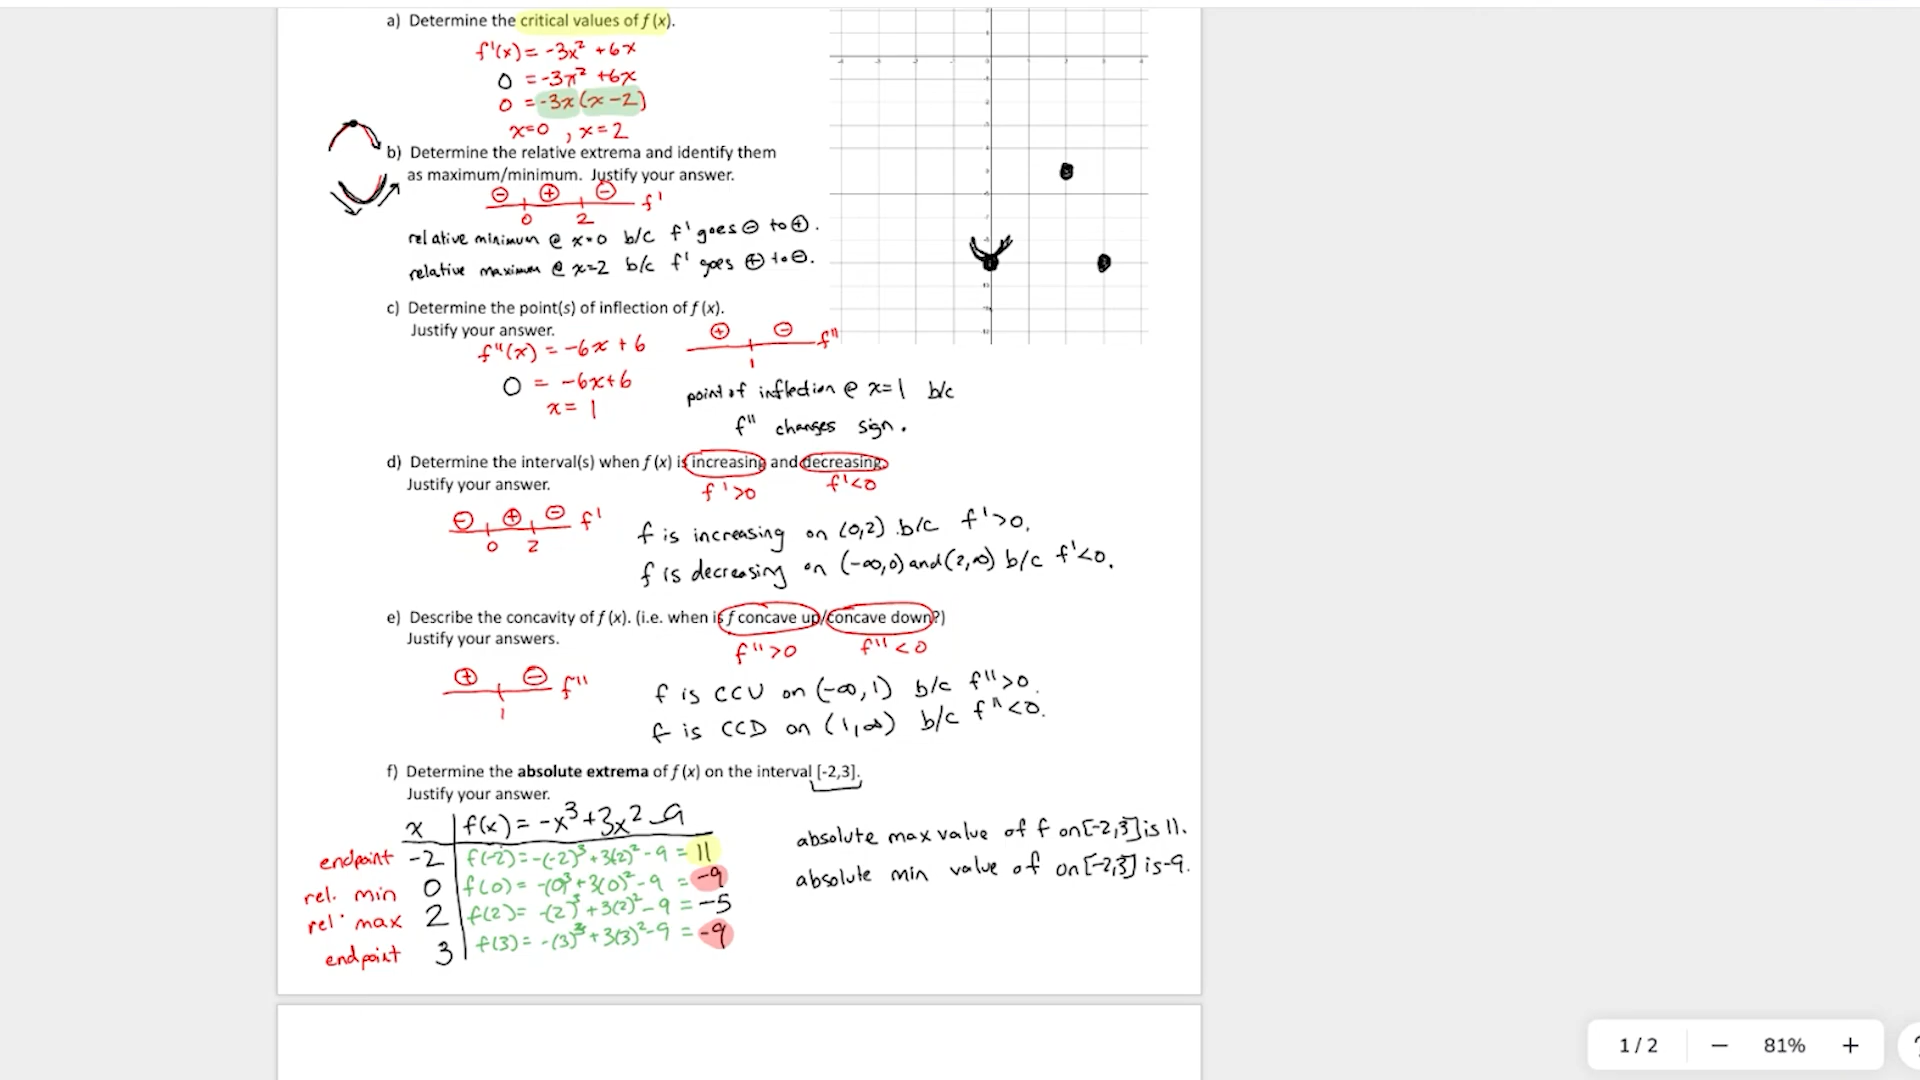 a) Determine the critical values of f (x).
f'(x) = -3x² + 6x
0 = -3x² + 6x
0 = -3x(x - 2)
x=0 , x=2
b) Determine the relative extrema and identify them
as maximum/minimum. Justify your answer.
⊖ ⊕ ⊖ f'
0 2
relative minimum @ x=0 b/c f' goes ⊖ to ⊕.
relative maximum @ x=2 b/c f' goes ⊕ to ⊖.
c) Determine the point(s) of inflection of f (x).
Justify your answer.
f"(x) = -6x + 6
0 = -6x+6
x = 1
⊕ ⊖ f"
1
point of inflection @ x=1 b/c
f" changes sign.
d) Determine the interval(s) when f (x) is increasing and decreasing.
Justify your answer.
f'>0 f'<0
⊖ ⊕ ⊖ f'
0 2
f is increasing on (0,2) b/c f'>0.
f is decreasing on (-∞,0) and (2,∞) b/c f'<0.
e) Describe the concavity of f (x). (i.e. when is f concave up/concave down?)
Justify your answers.
f">0 f"<0
⊕ ⊖ f"
1
f is CCU on (-∞,1) b/c f">0.
f is CCD on (1,∞) b/c f"<0.
f) Determine the absolute extrema of f (x) on the interval [-2,3].
Justify your answer.
x f(x) = -x³+3x²-9
endpoint -2 f(-2)=-(-2)³+3(2)²-9 = 11
rel. min 0 f(0)= -(0)³+3(0)²-9 = -9
rel. max 2 f(2)= -(2)³+3(2)²-9 = -5
endpoint 3 f(3)= -(3)³+3(3)²-9 = -9
absolute max value of f on [-2,3] is 11.
absolute min value of f on [-2,3] is -9.
1 / 2 − 81% +